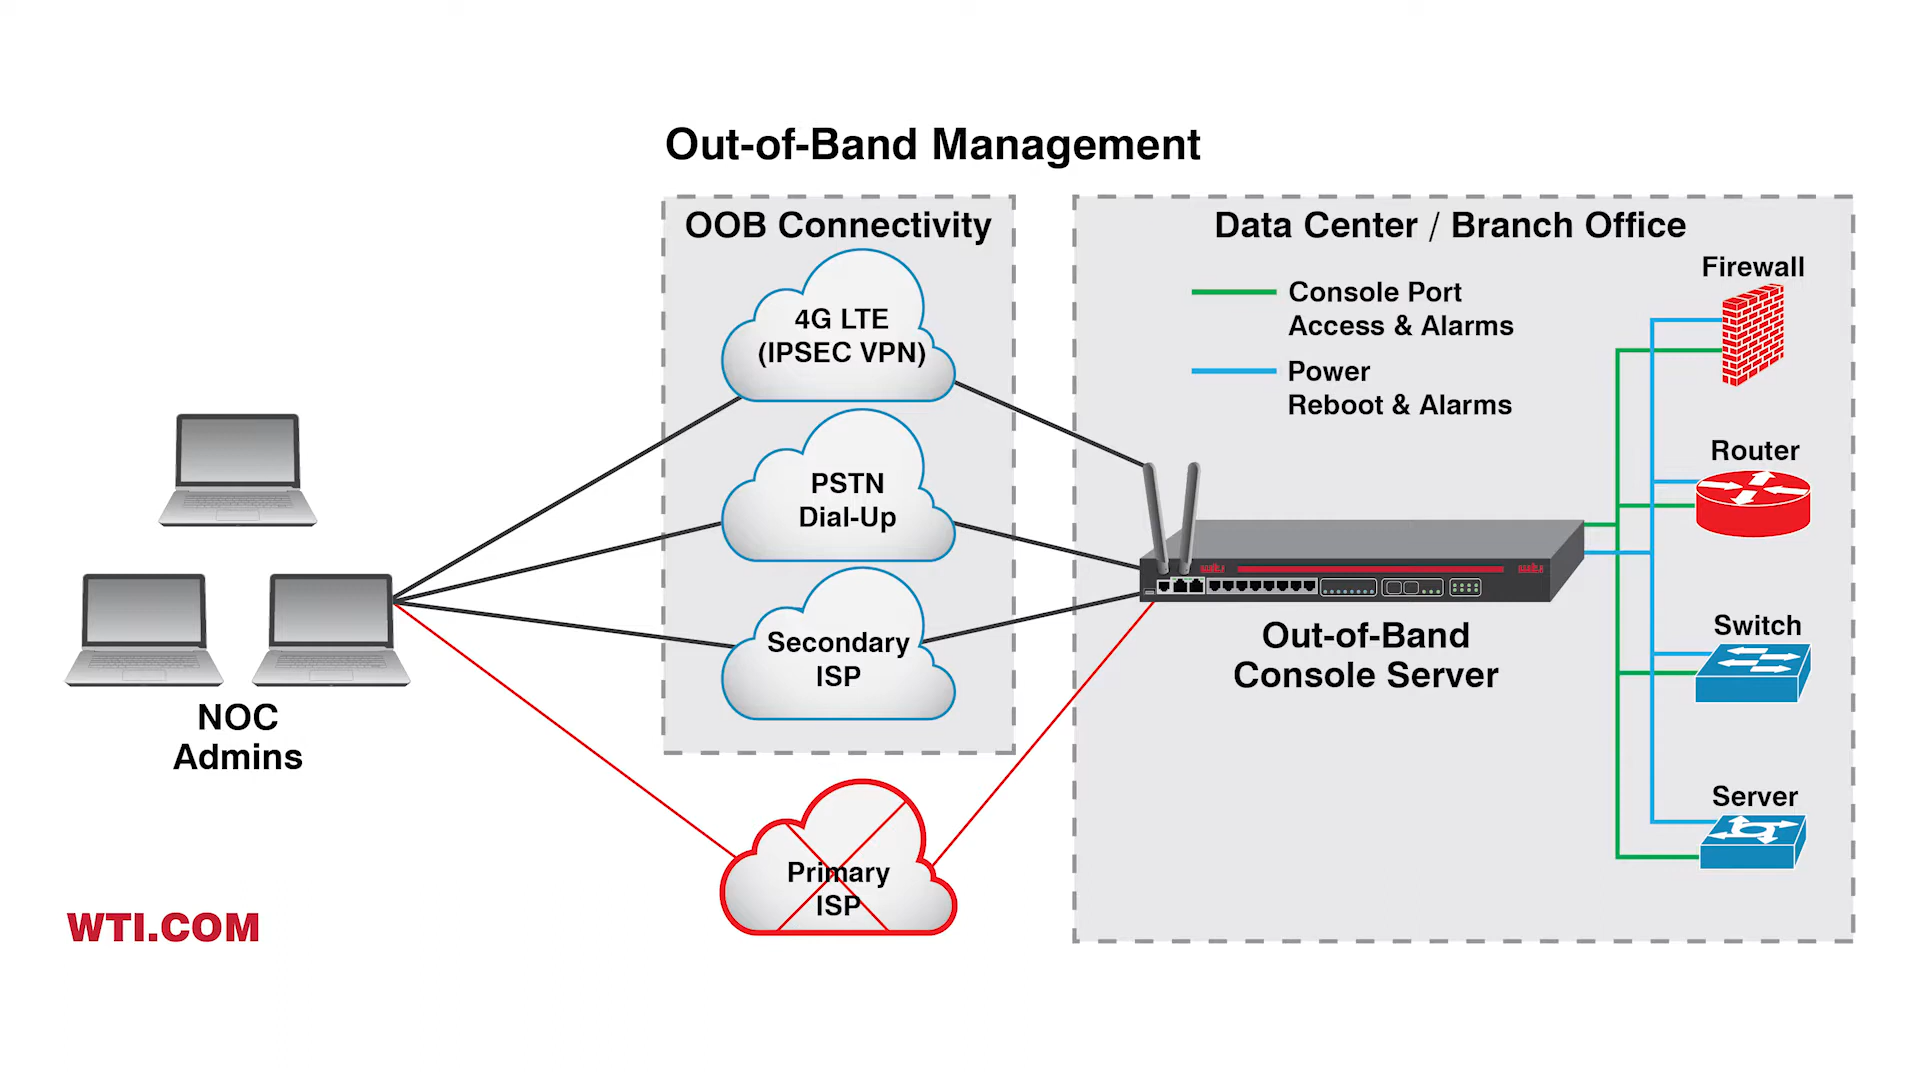 Out-of-Band Management
OOB Connectivity
4G LTE
(IPSEC VPN)
PSTN
Dial-Up
Secondary
ISP
Primary
ISP
NOC
Admins
WTI.COM
Data Center / Branch Office
Console Port
Access & Alarms
Power
Reboot & Alarms
Out-of-Band
Console Server
Firewall
Router
Switch
Server